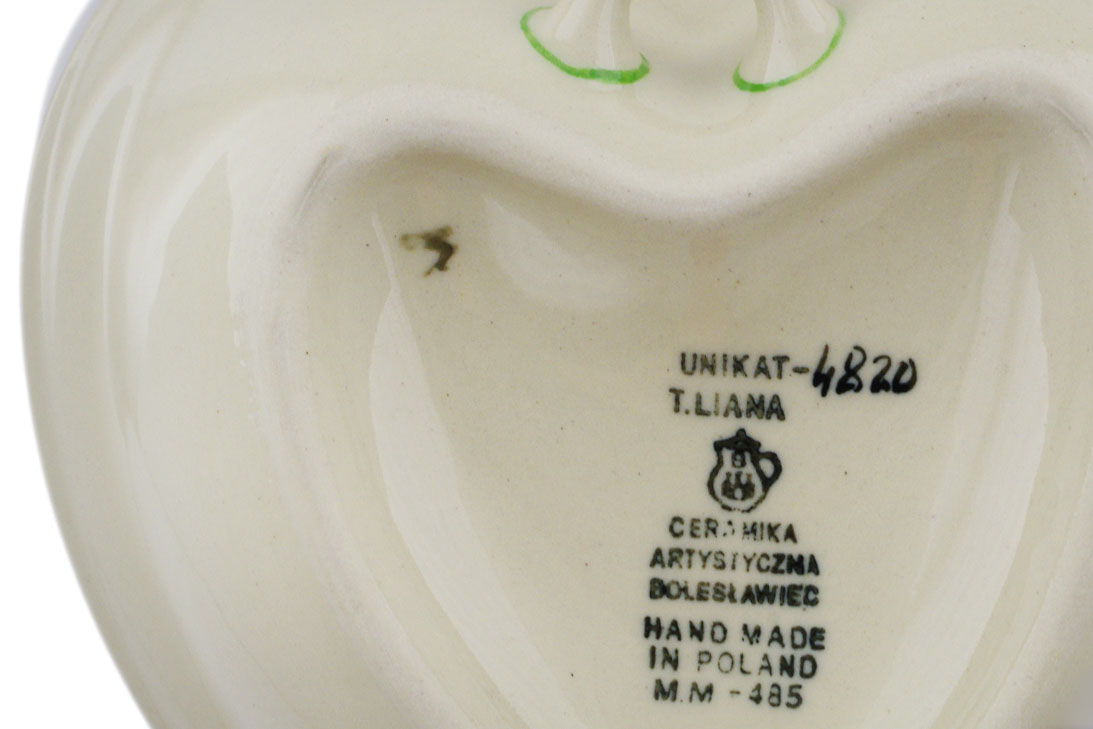 UNIKAT-4820
T.LIANA
CERAMIKA
ARTYSTYCZNA
BOLESŁAWIEC
HAND MADE
IN POLAND
M.M - 485